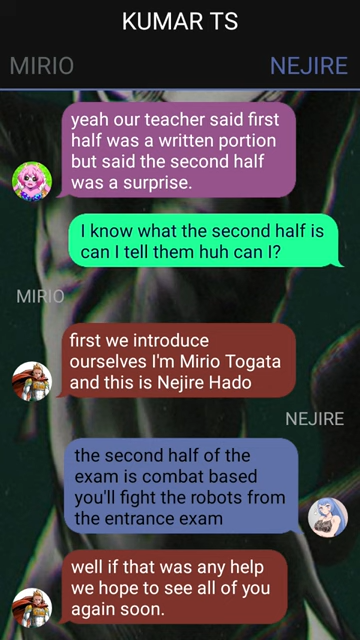 KUMAR TS
MIRIO NEJIRE
yeah our teacher said first
half was a written portion
but said the second half
was a surprise.
I know what the second half is
can I tell them huh can I?
MIRIO
first we introduce
ourselves I'm Mirio Togata
and this is Nejire Hado
NEJIRE
the second half of the
exam is combat based
you'll fight the robots from
the entrance exam
well if that was any help
we hope to see all of you
again soon.